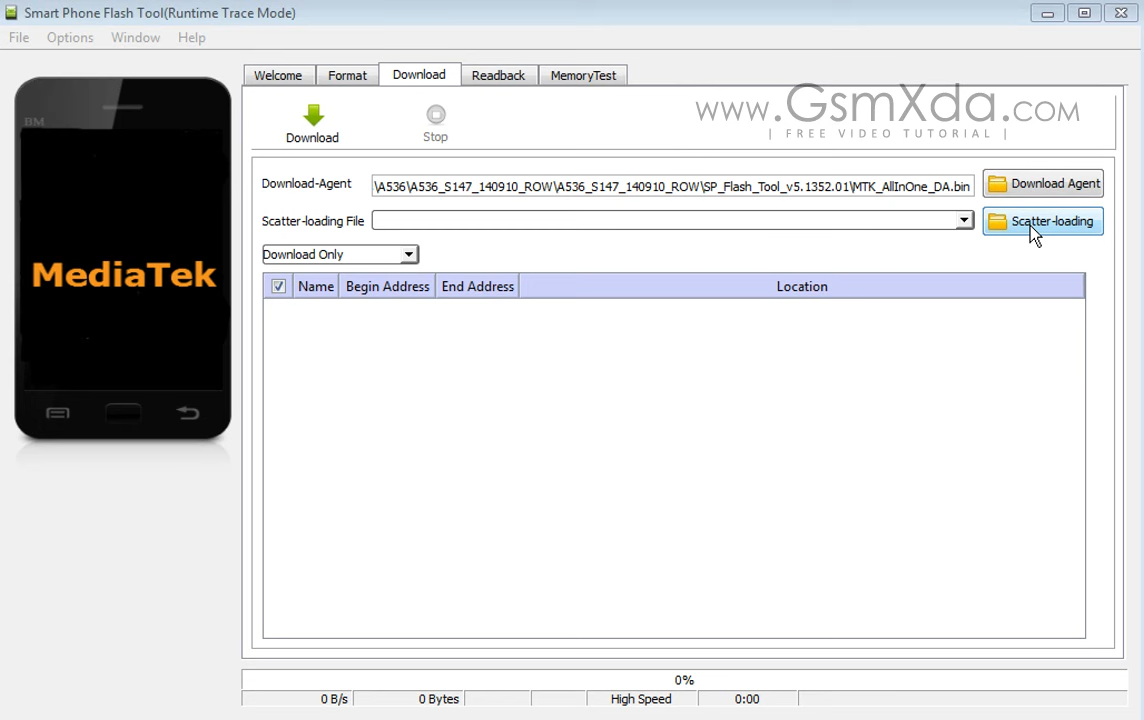 Smart Phone Flash Tool(Runtime Trace Mode)
File Options Window Help
Welcome Format Download Readback MemoryTest
www.GsmXda.com
| FREE VIDEO TUTORIAL |
Download Stop
BM
Download-Agent \A536\A536_S147_140910_ROW\A536_S147_140910_ROW\SP_Flash_Tool_v5.1352.01\MTK_AllInOne_DA.bin Download Agent
Scatter-loading File Scatter-loading
Download Only
MediaTek
Name Begin Address End Address Location
0%
0 B/s 0 Bytes High Speed 0:00